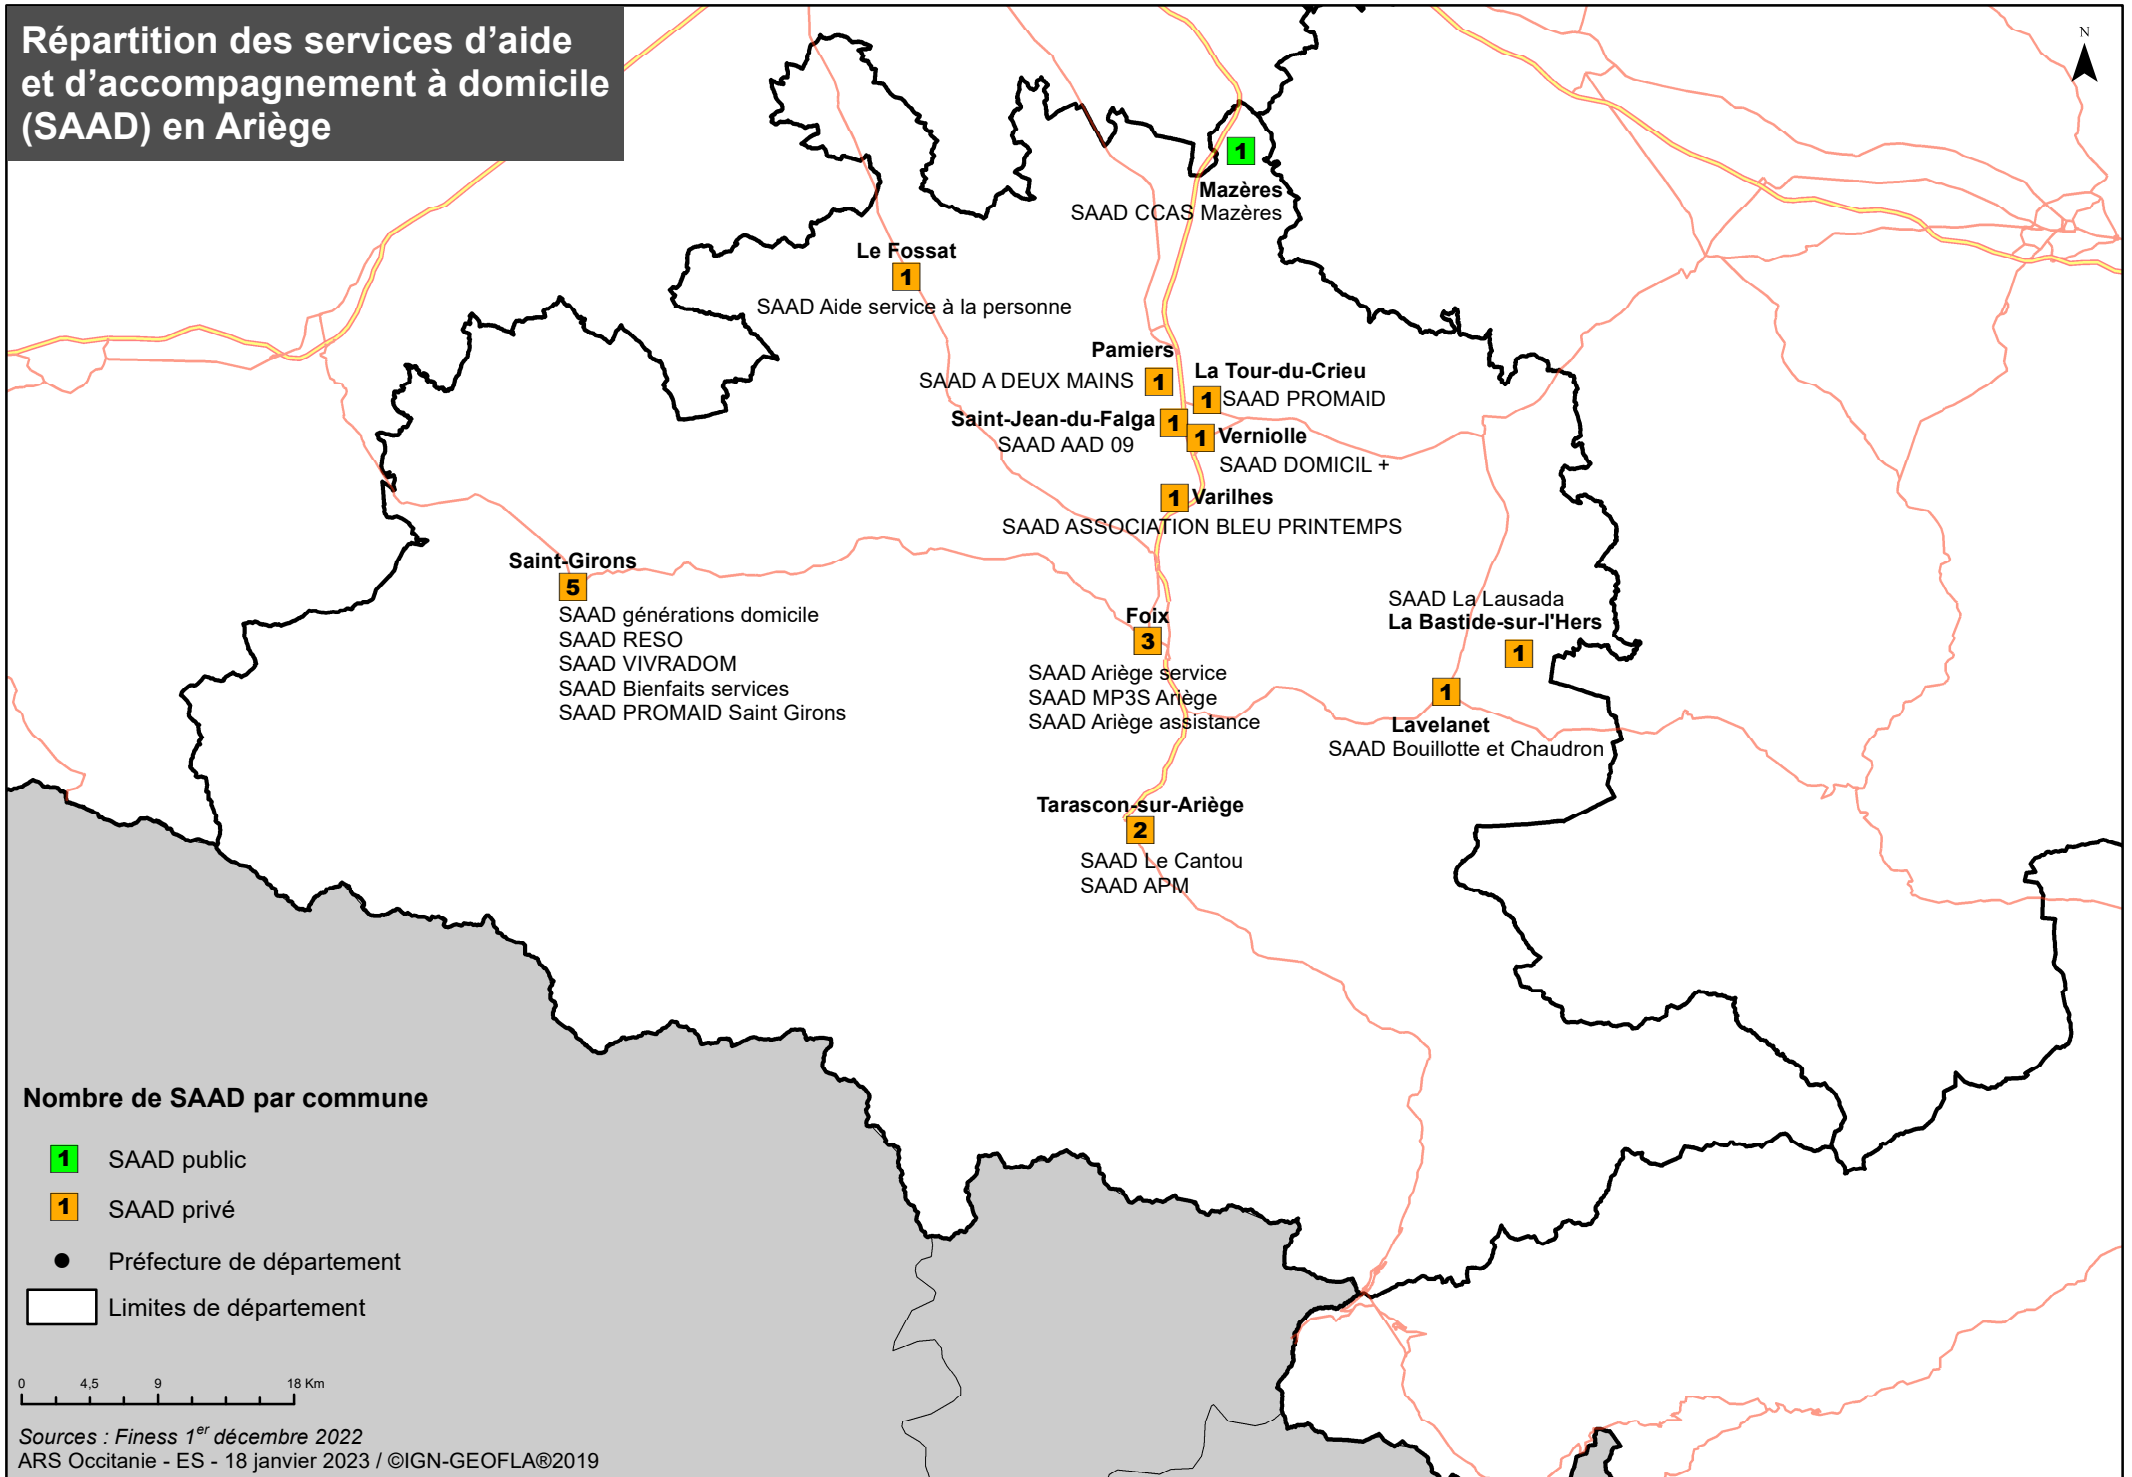 Répartition des services d'aide
et d'accompagnement à domicile
(SAAD) en Ariège
N
1
Mazères
SAAD CCAS Mazères
Le Fossat
1
SAAD Aide service à la personne
Pamiers
SAAD A DEUX MAINS 1
La Tour-du-Crieu
1 SAAD PROMAID
Saint-Jean-du-Falga 1
SAAD AAD 09
1 Verniolle
SAAD DOMICIL +
1 Varilhes
SAAD ASSOCIATION BLEU PRINTEMPS
Saint-Girons
5
SAAD générations domicile
SAAD RESO
SAAD VIVRADOM
SAAD Bienfaits services
SAAD PROMAID Saint Girons
Foix
3
SAAD Ariège service
SAAD MP3S Ariège
SAAD Ariège assistance
SAAD La Lausada
La Bastide-sur-l'Hers
1
1
Lavelanet
SAAD Bouillotte et Chaudron
Tarascon-sur-Ariège
2
SAAD Le Cantou
SAAD APM
Nombre de SAAD par commune
1 SAAD public
1 SAAD privé
Préfecture de département
Limites de département
0 4,5 9 18 Km
Sources : Finess 1er décembre 2022
ARS Occitanie - ES - 18 janvier 2023 / ©IGN-GEOFLA®2019